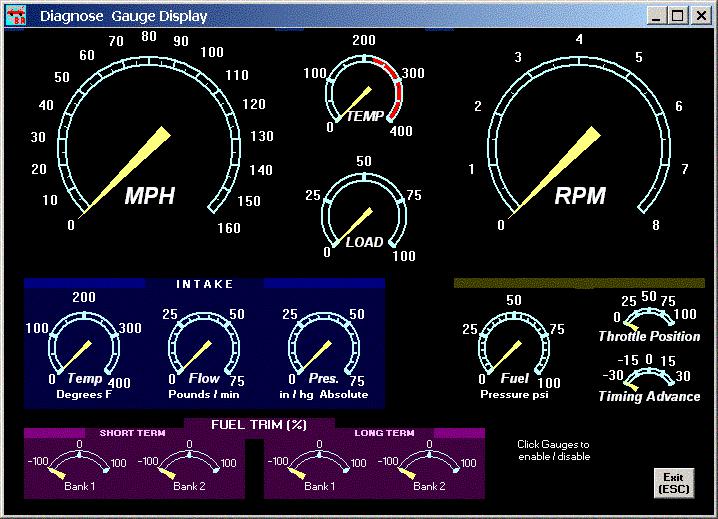 BA
Diagnose Gauge Display
0 10 20 30 40 50 60 70 80 90 100 110 120 130 140 150 160
MPH
0 100 200 300 400
TEMP
0 25 50 75 100
LOAD
0 1 2 3 4 5 6 7 8
RPM
INTAKE
0 100 200 300 400
Temp
Degrees F
0 25 50 75
Flow
Pounds / min
0 25 50 75
Pres.
in / hg Absolute
0 25 50 75 100
Fuel
Pressure psi
0 25 50 75 100
Throttle Position
-30 -15 0 15 30
Timing Advance
FUEL TRIM (%)
SHORT TERM
LONG TERM
-100 0 100
Bank 1
-100 0 100
Bank 2
-100 0 100
Bank 1
-100 0 100
Bank 2
Click Gauges to
enable / disable
Exit
(ESC)